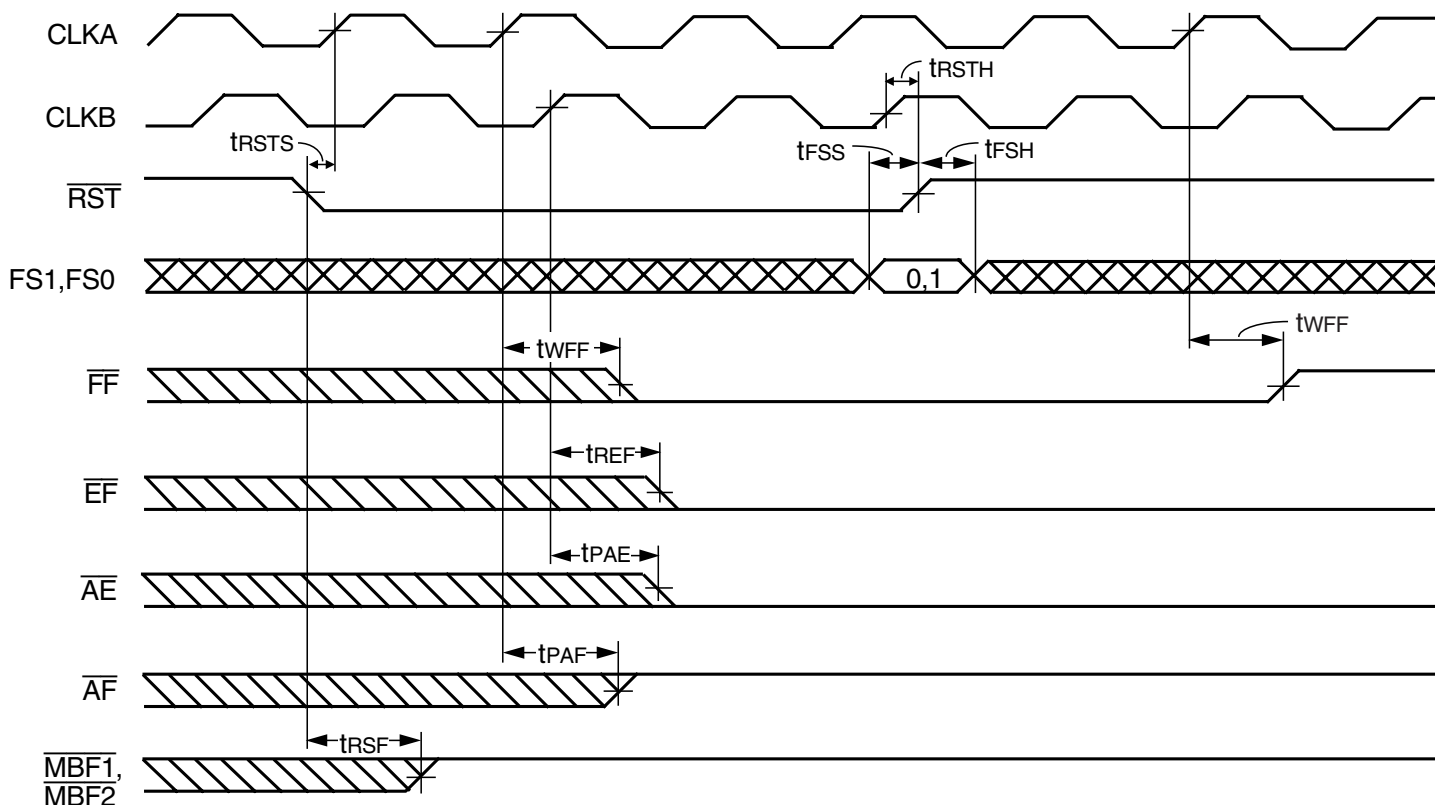 CLKA
tRSTH
CLKB
tRSTS
tFSS
tFSH
RST
FS1,FS0
0,1
tWFF
tWFF
FF
tREF
EF
tPAE
AE
tPAF
AF
tRSF
MBF1,
MBF2